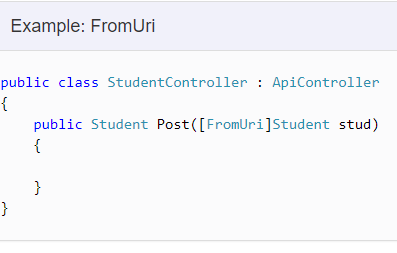 Example: FromUri
public class StudentController : ApiController
{
    public Student Post([FromUri]Student stud)
    {
    }
}